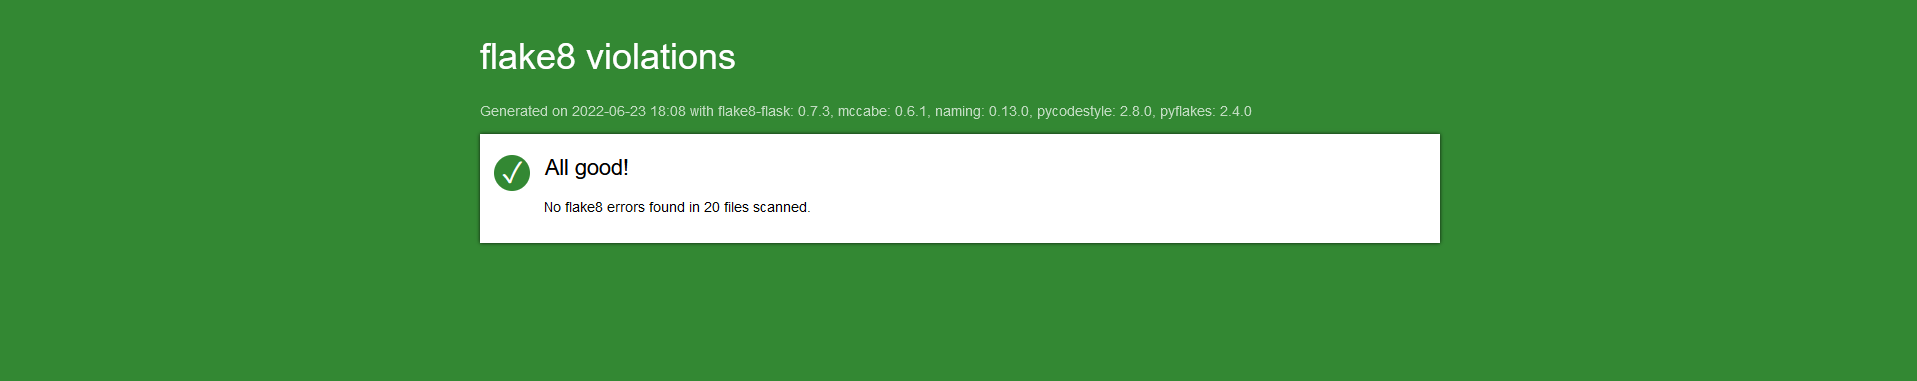 flake8 violations
Generated on 2022-06-23 18:08 with flake8-flask: 0.7.3, mccabe: 0.6.1, naming: 0.13.0, pycodestyle: 2.8.0, pyflakes: 2.4.0
All good!
No flake8 errors found in 20 files scanned.